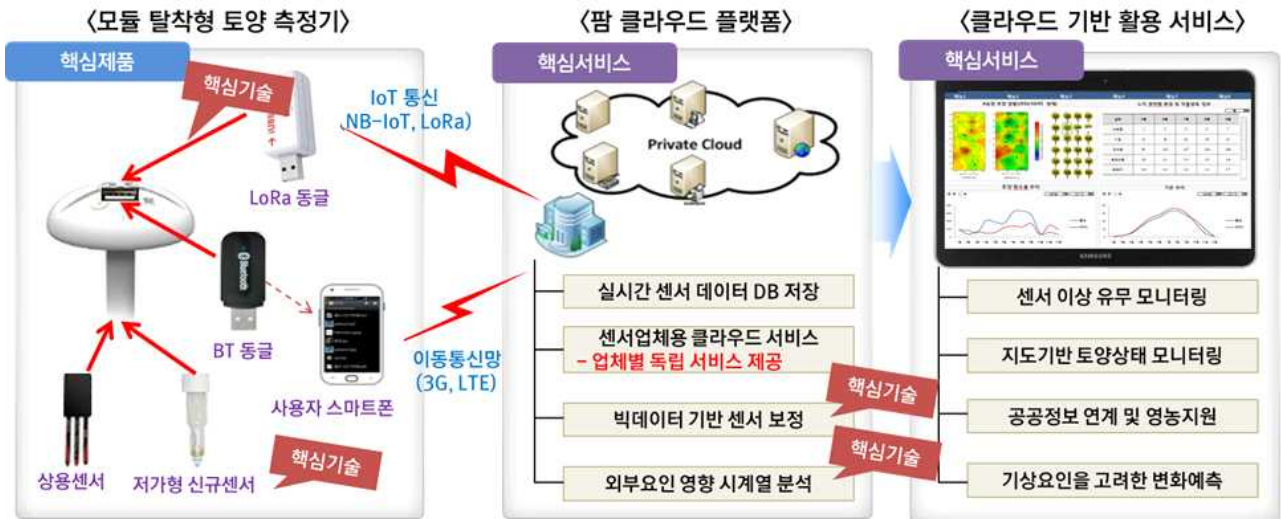 〈모듈 탈착형 토양 측정기〉
〈팜 클라우드 플랫폼〉
〈클라우드 기반 활용 서비스〉
핵심제품
핵심기술
IoT 통신
(NB-IoT, LoRa)
LoRa 동글
Bluetooth
BT 동글
사용자 스마트폰
이동통신망
(3G, LTE)
상용센서
저가형 신규센서
핵심기술
핵심서비스
Private Cloud
실시간 센서 데이터 DB 저장
센서업체용 클라우드 서비스
- 업체별 독립 서비스 제공
빅데이터 기반 센서 보정
핵심기술
외부요인 영향 시계열 분석
핵심기술
핵심서비스
SAMSUNG
센서 이상 유무 모니터링
지도기반 토양상태 모니터링
공공정보 연계 및 영농지원
기상요인을 고려한 변화예측